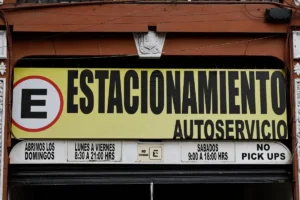 E ESTACIONAMIENTO
AUTOSERVICIO
ABRIMOS LOS
DOMINGOS
LUNES A VIERNES
8:30 A 21:00 HRS
E
SABADOS
9:00 A 18:00 HRS
NO
PICK UPS